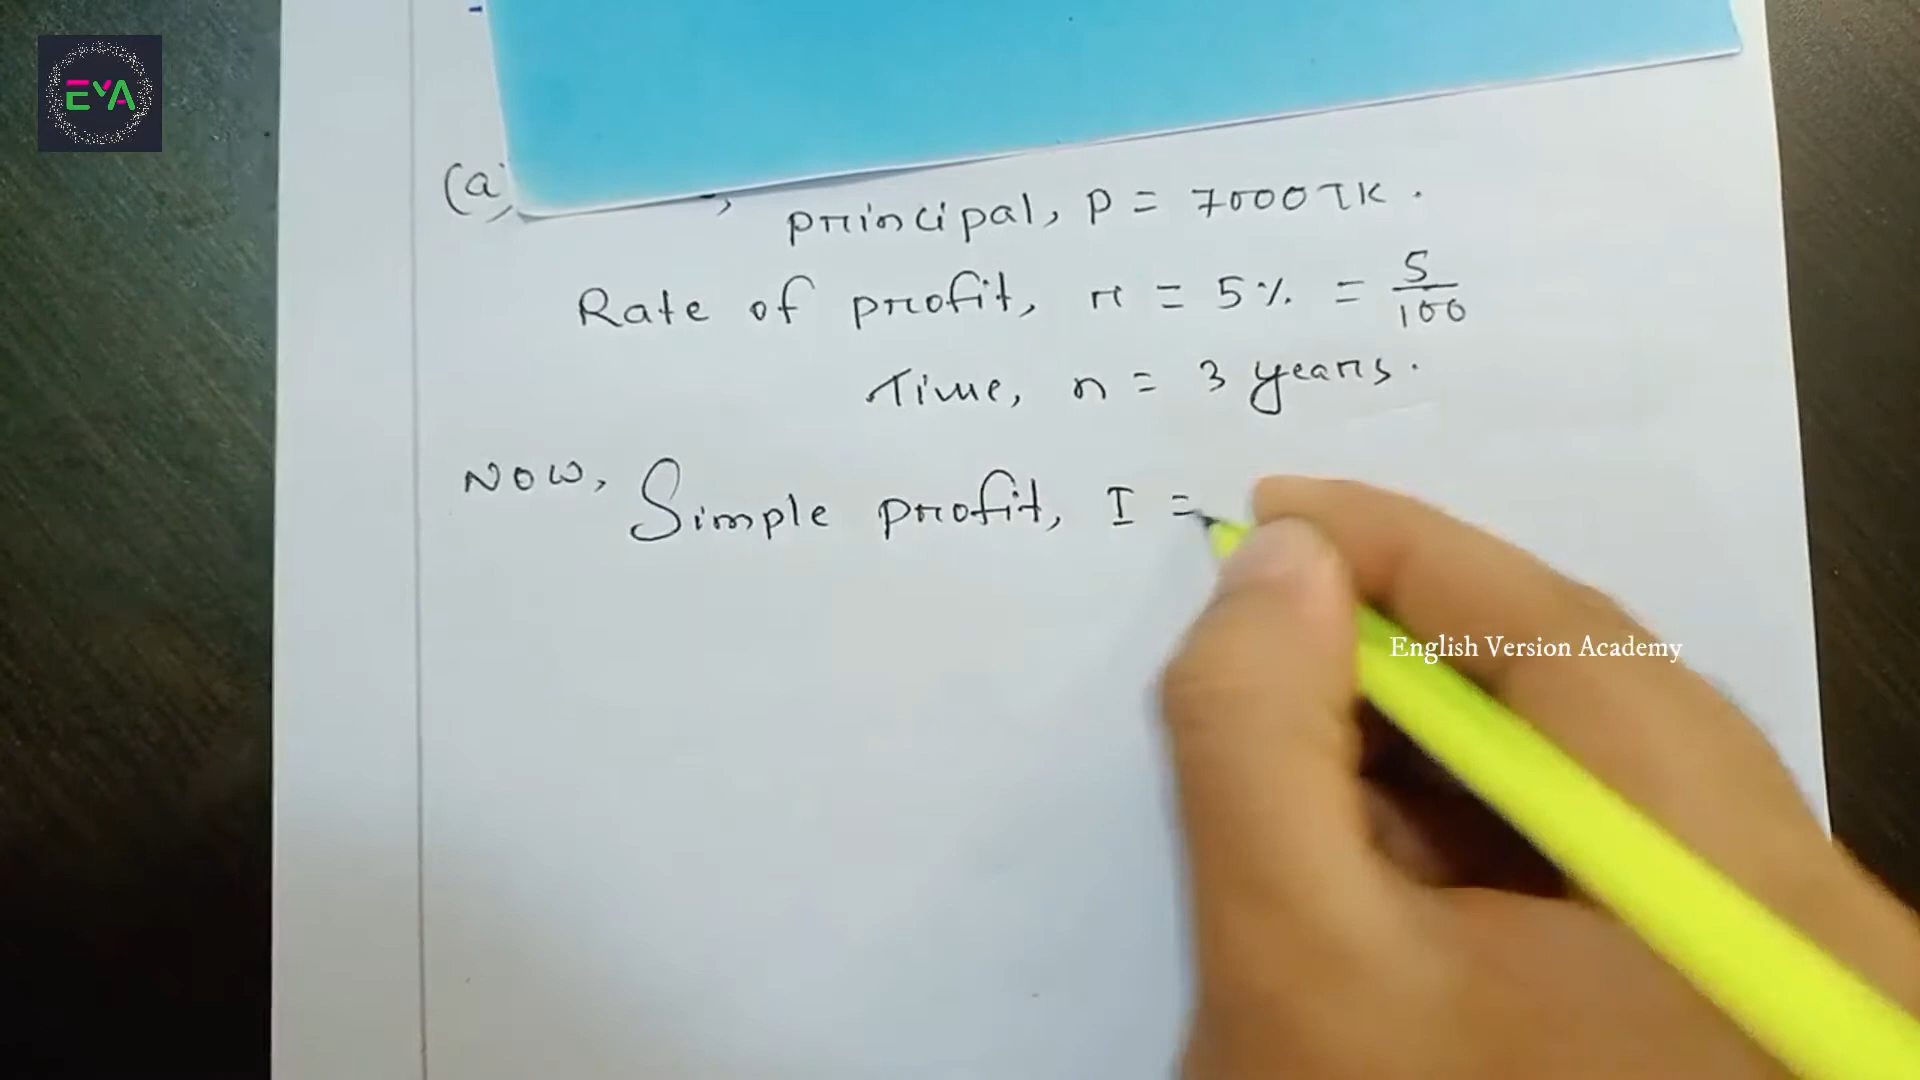 EYA
(a)
Principal, P = 7000 TK.
Rate of profit, r = 5% = 5/100
Time, n = 3 years.
Now, Simple profit, I =
English Version Academy